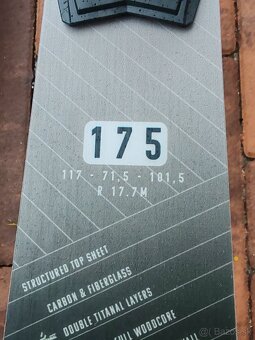 175
117 - 71,5 - 101,5
R 17.7M
STRUCTURED TOP SHEET
CARBON & FIBERGLASS
DOUBLE TITANAL LAYERS
FULL WOODCORE